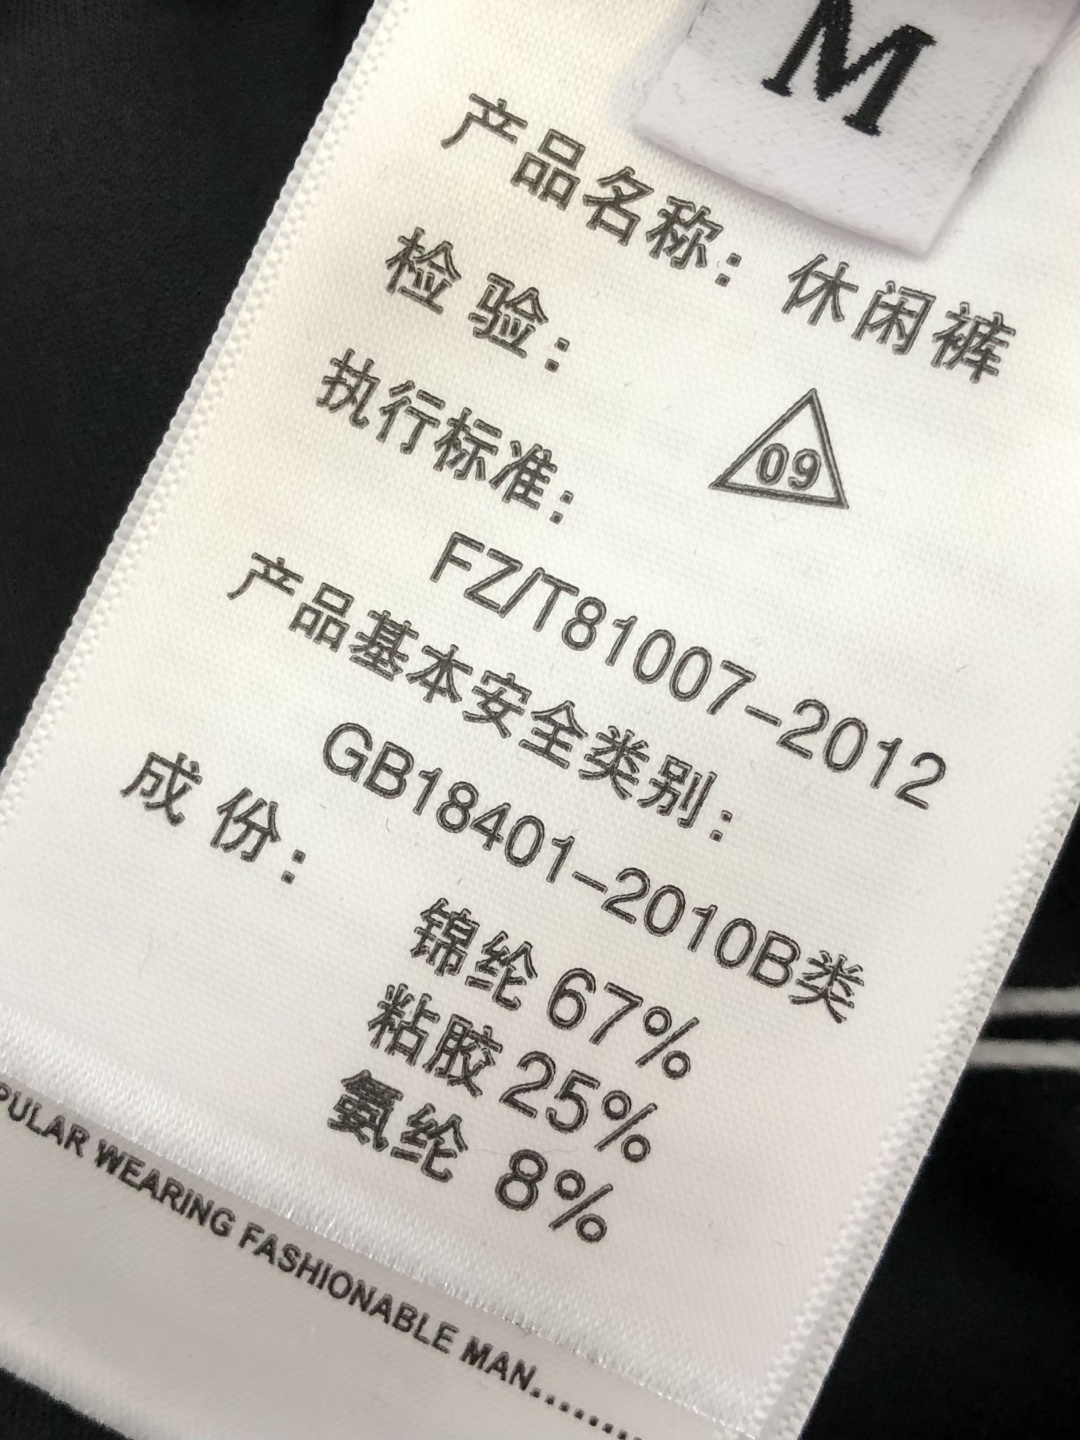 M
产品名称：休闲裤
检 验：
09
执行标准：
FZ/T81007-2012
产品基本安全类别：
GB18401-2010B类
成 份：
锦纶 67%
粘胶 25%
氨纶 8%
PULAR WEARING FASHIONABLE MAN........